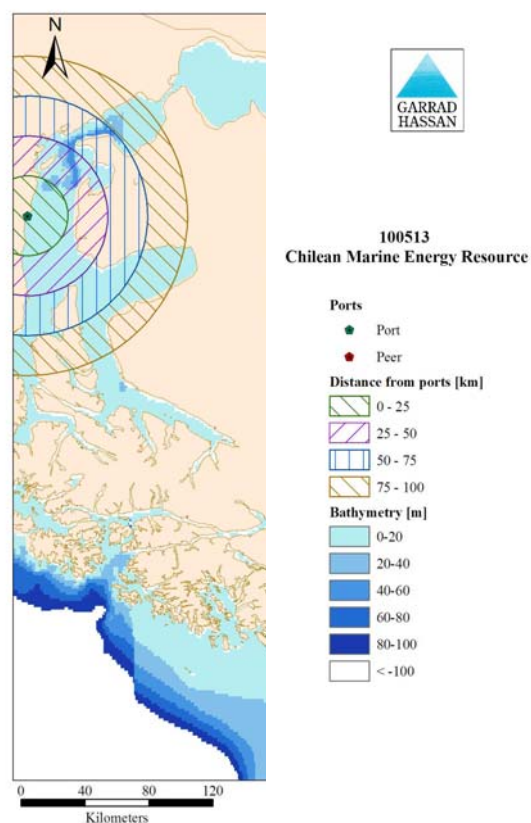 N
GARRAD
HASSAN
100513
Chilean Marine Energy Resource
Ports
Port
Peer
Distance from ports [km]
0 - 25
25 - 50
50 - 75
75 - 100
Bathymetry [m]
0-20
20-40
40-60
60-80
80-100
< -100
0 40 80 120
Kilometers